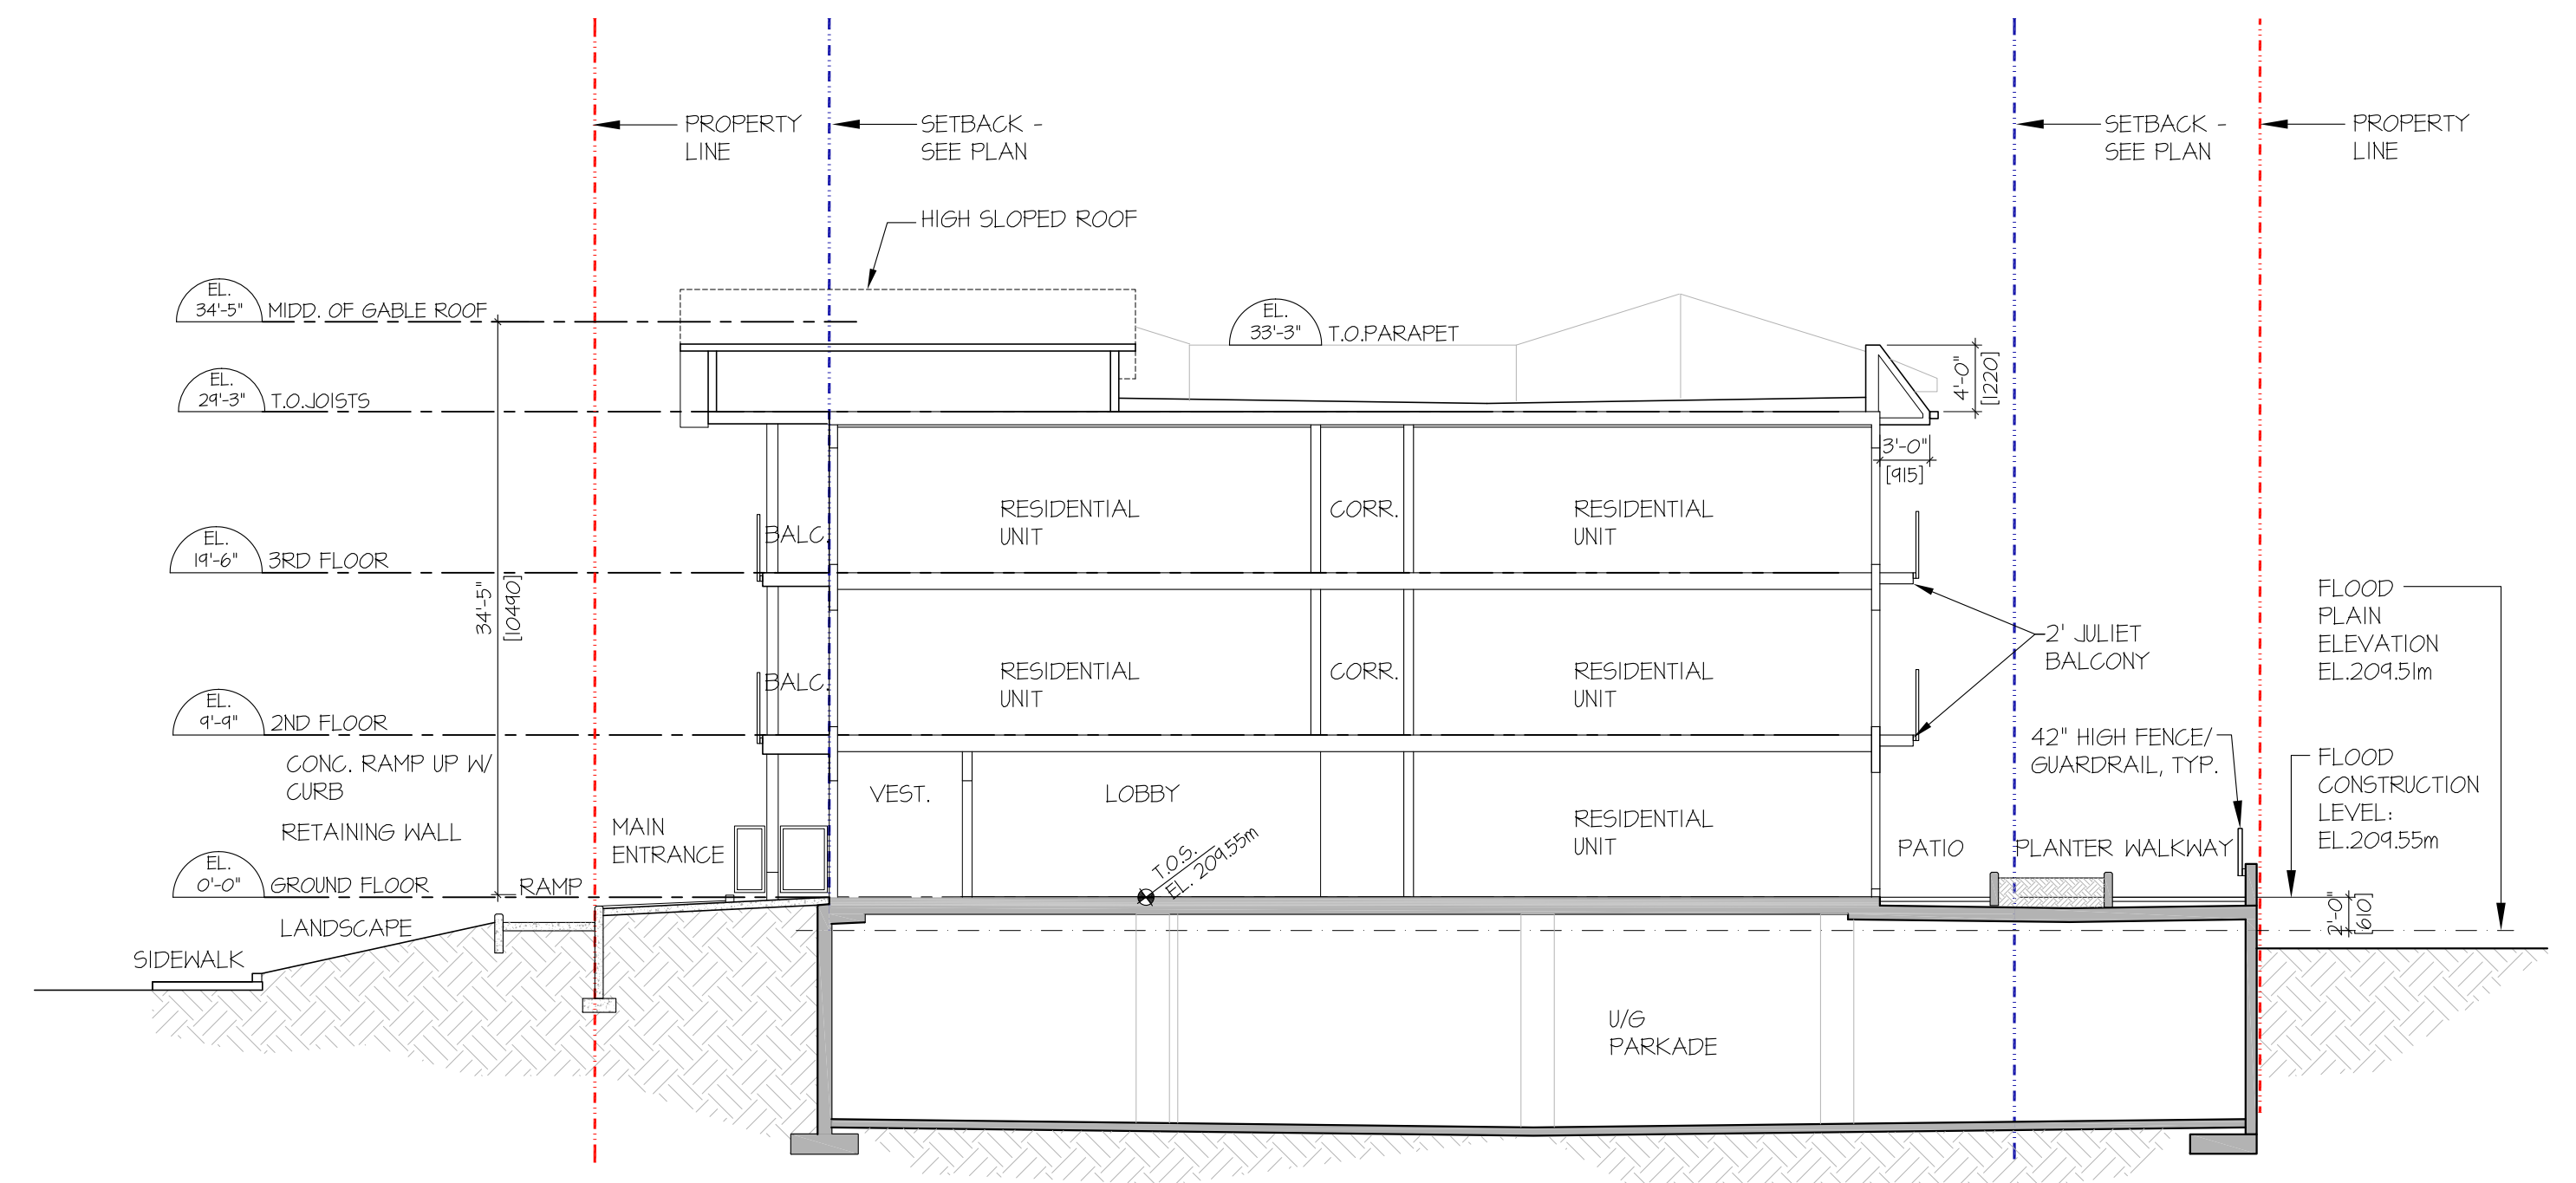 PROPERTY
LINE
SETBACK -
SEE PLAN
SETBACK -
SEE PLAN
PROPERTY
LINE
HIGH SLOPED ROOF
EL.
34'-5"
MIDD. OF GABLE ROOF
EL.
33'-3"
T.O.PARAPET
4'-0"
[1220]
EL.
29'-3"
T.O.JOISTS
3'-0"
[915]
RESIDENTIAL
UNIT
CORR.
RESIDENTIAL
UNIT
BALC.
EL.
19'-6"
3RD FLOOR
34'-5"
[10490]
FLOOD
PLAIN
ELEVATION
EL.209.51m
2' JULIET
BALCONY
RESIDENTIAL
UNIT
CORR.
RESIDENTIAL
UNIT
BALC.
EL.
9'-9"
2ND FLOOR
CONC. RAMP UP W/
CURB
RETAINING WALL
42" HIGH FENCE/
GUARDRAIL, TYP.
FLOOD
CONSTRUCTION
LEVEL:
EL.209.55m
VEST.
LOBBY
RESIDENTIAL
UNIT
MAIN
ENTRANCE
PATIO
PLANTER WALKWAY
T.O.S.
EL. 209.55m
EL.
0'-0"
GROUND FLOOR
RAMP
2'-0"
[610]
LANDSCAPE
SIDEWALK
U/G
PARKADE